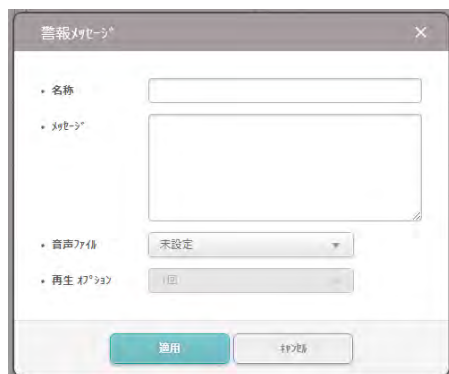 警報ﾒｯｾｰｼﾞ
名称
ﾒｯｾｰｼﾞ
音声ﾌｧｲﾙ 未設定
再生 ｵﾌﾟｼｮﾝ 1回
適用 ｷｬﾝｾﾙ